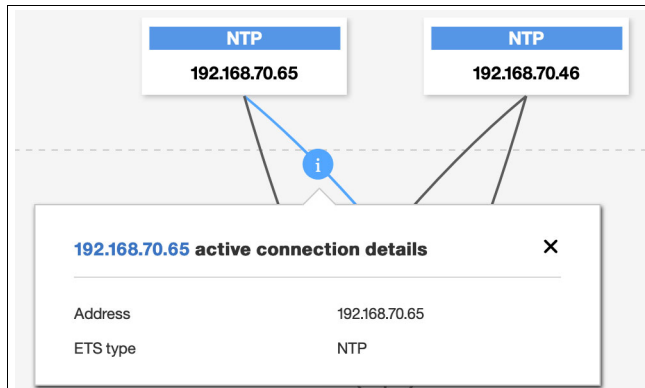 NTP
192.168.70.65
NTP
192.168.70.46
i
192.168.70.65 active connection details
Address 192.168.70.65
ETS type NTP